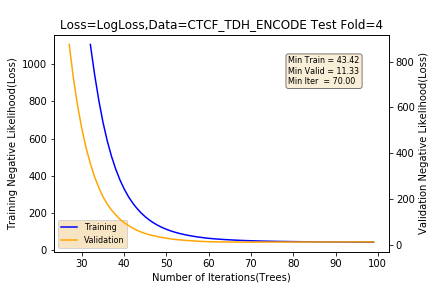 Loss=LogLoss,Data=CTCF_TDH_ENCODE Test Fold=4
Training Negative Likelihood(Loss)
1000
800
600
400
200
0
Min Train = 43.42
Min Valid = 11.33
Min Iter  = 70.00
Training
Validation
800
600
400
200
0
Validation Negative Likelihood(Loss)
30 40 50 60 70 80 90 100
Number of Iterations(Trees)